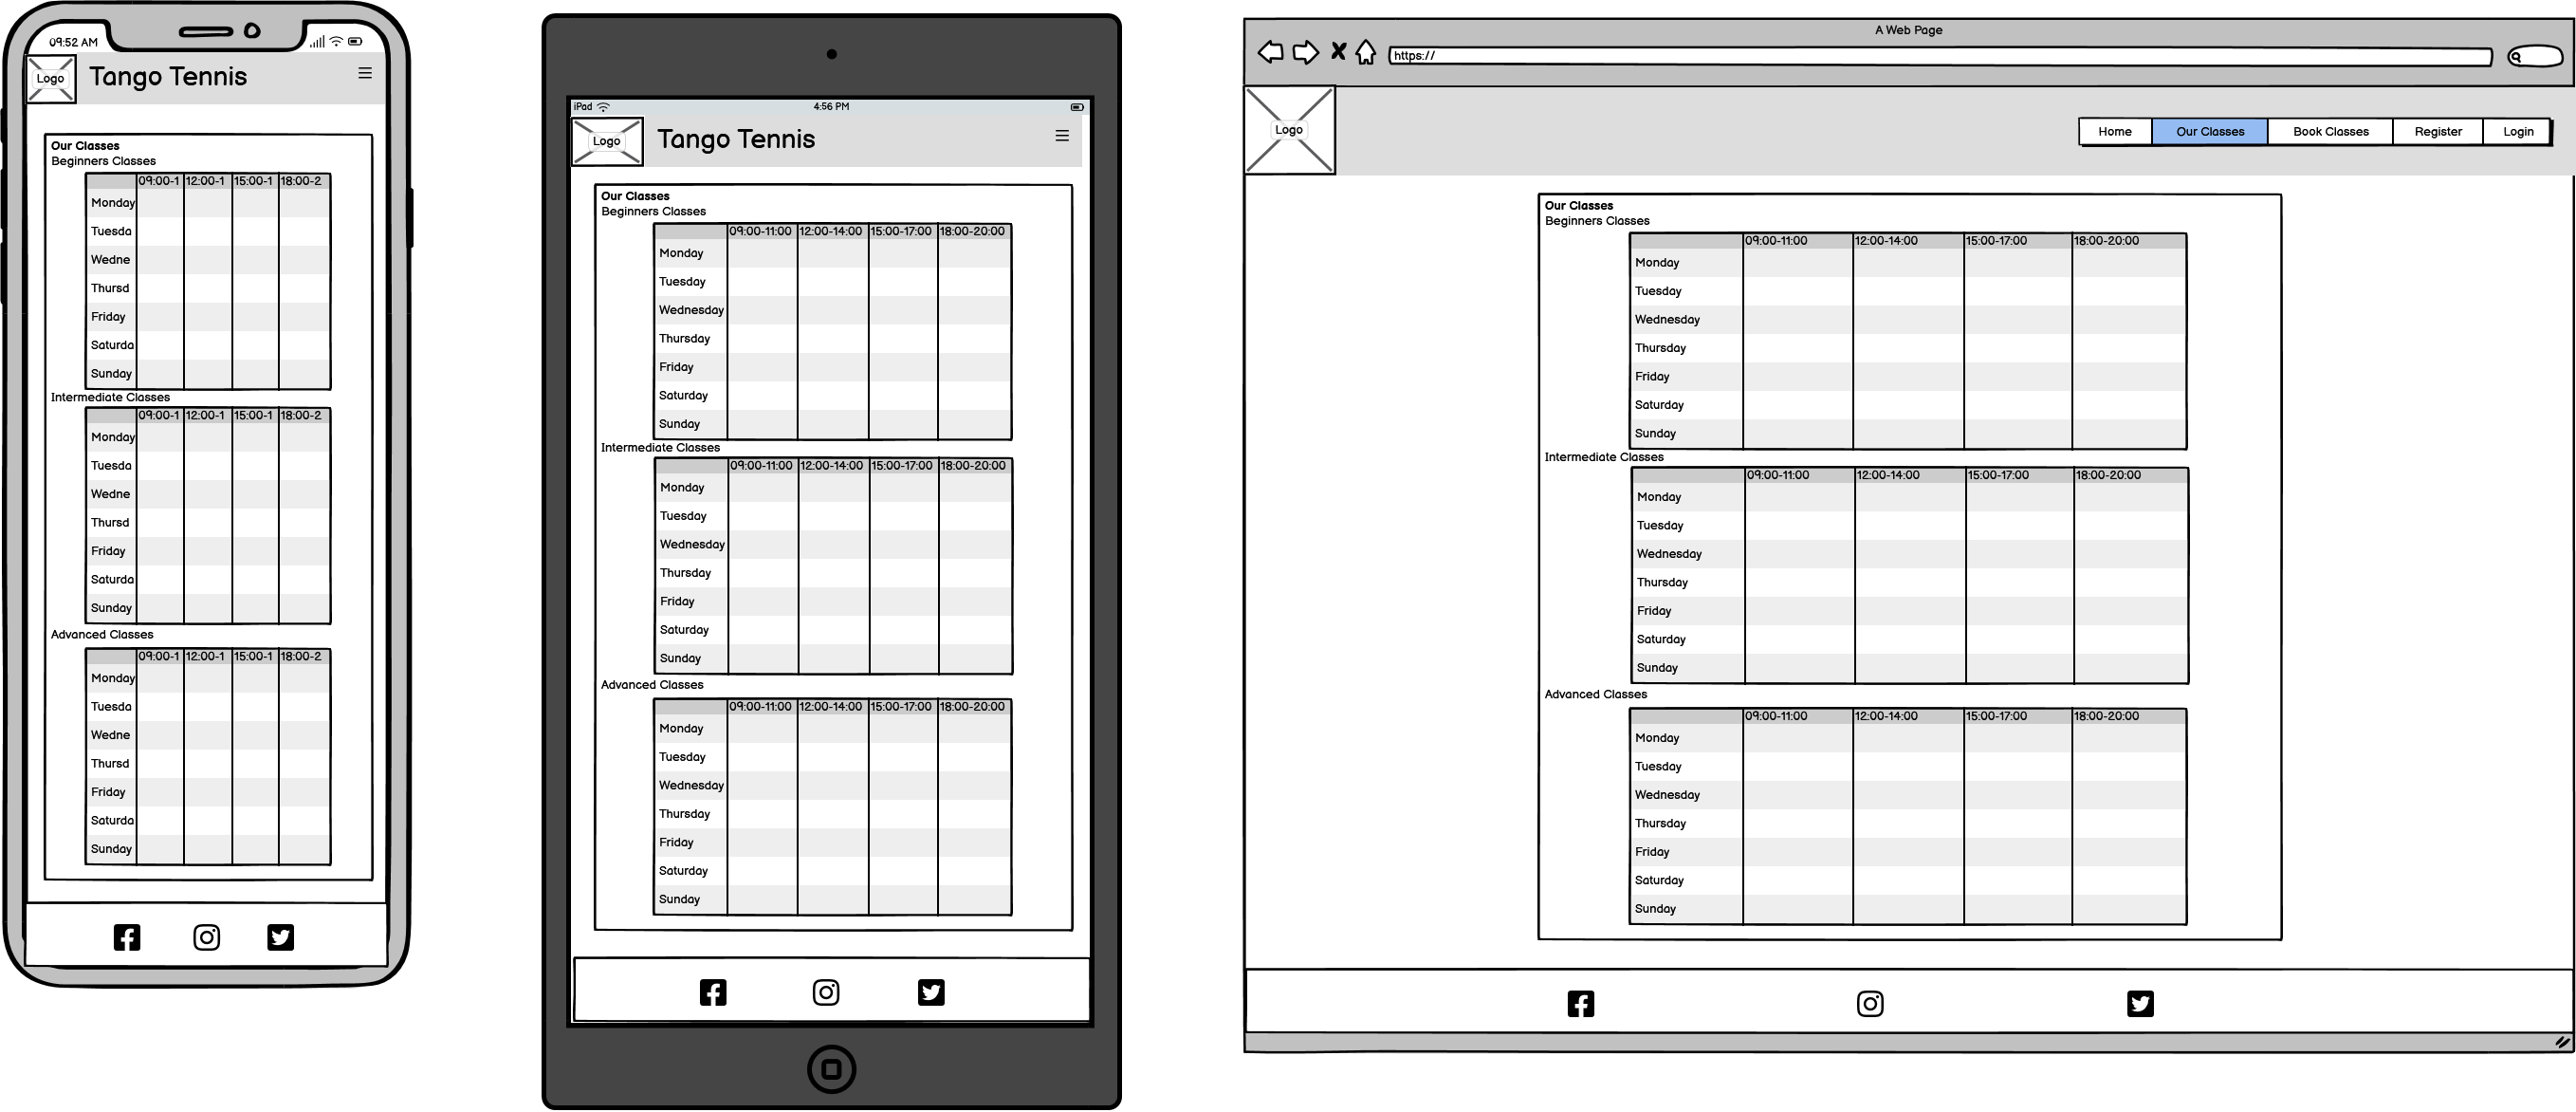 09:52 AM
Logo
Tango Tennis
Our Classes
Beginners Classes
09:00-1 12:00-1 15:00-1 18:00-2
Monday
Tuesda
Wedne
Thursd
Friday
Saturda
Sunday
Intermediate Classes
09:00-1 12:00-1 15:00-1 18:00-2
Monday
Tuesda
Wedne
Thursd
Friday
Saturda
Sunday
Advanced Classes
09:00-1 12:00-1 15:00-1 18:00-2
Monday
Tuesda
Wedne
Thursd
Friday
Saturda
Sunday
iPad 4:56 PM
Logo
Tango Tennis
Our Classes
Beginners Classes
09:00-11:00 12:00-14:00 15:00-17:00 18:00-20:00
Monday
Tuesday
Wednesday
Thursday
Friday
Saturday
Sunday
Intermediate Classes
09:00-11:00 12:00-14:00 15:00-17:00 18:00-20:00
Monday
Tuesday
Wednesday
Thursday
Friday
Saturday
Sunday
Advanced Classes
09:00-11:00 12:00-14:00 15:00-17:00 18:00-20:00
Monday
Tuesday
Wednesday
Thursday
Friday
Saturday
Sunday
A Web Page
https://
Logo
Home Our Classes Book Classes Register Login
Our Classes
Beginners Classes
09:00-11:00 12:00-14:00 15:00-17:00 18:00-20:00
Monday
Tuesday
Wednesday
Thursday
Friday
Saturday
Sunday
Intermediate Classes
09:00-11:00 12:00-14:00 15:00-17:00 18:00-20:00
Monday
Tuesday
Wednesday
Thursday
Friday
Saturday
Sunday
Advanced Classes
09:00-11:00 12:00-14:00 15:00-17:00 18:00-20:00
Monday
Tuesday
Wednesday
Thursday
Friday
Saturday
Sunday